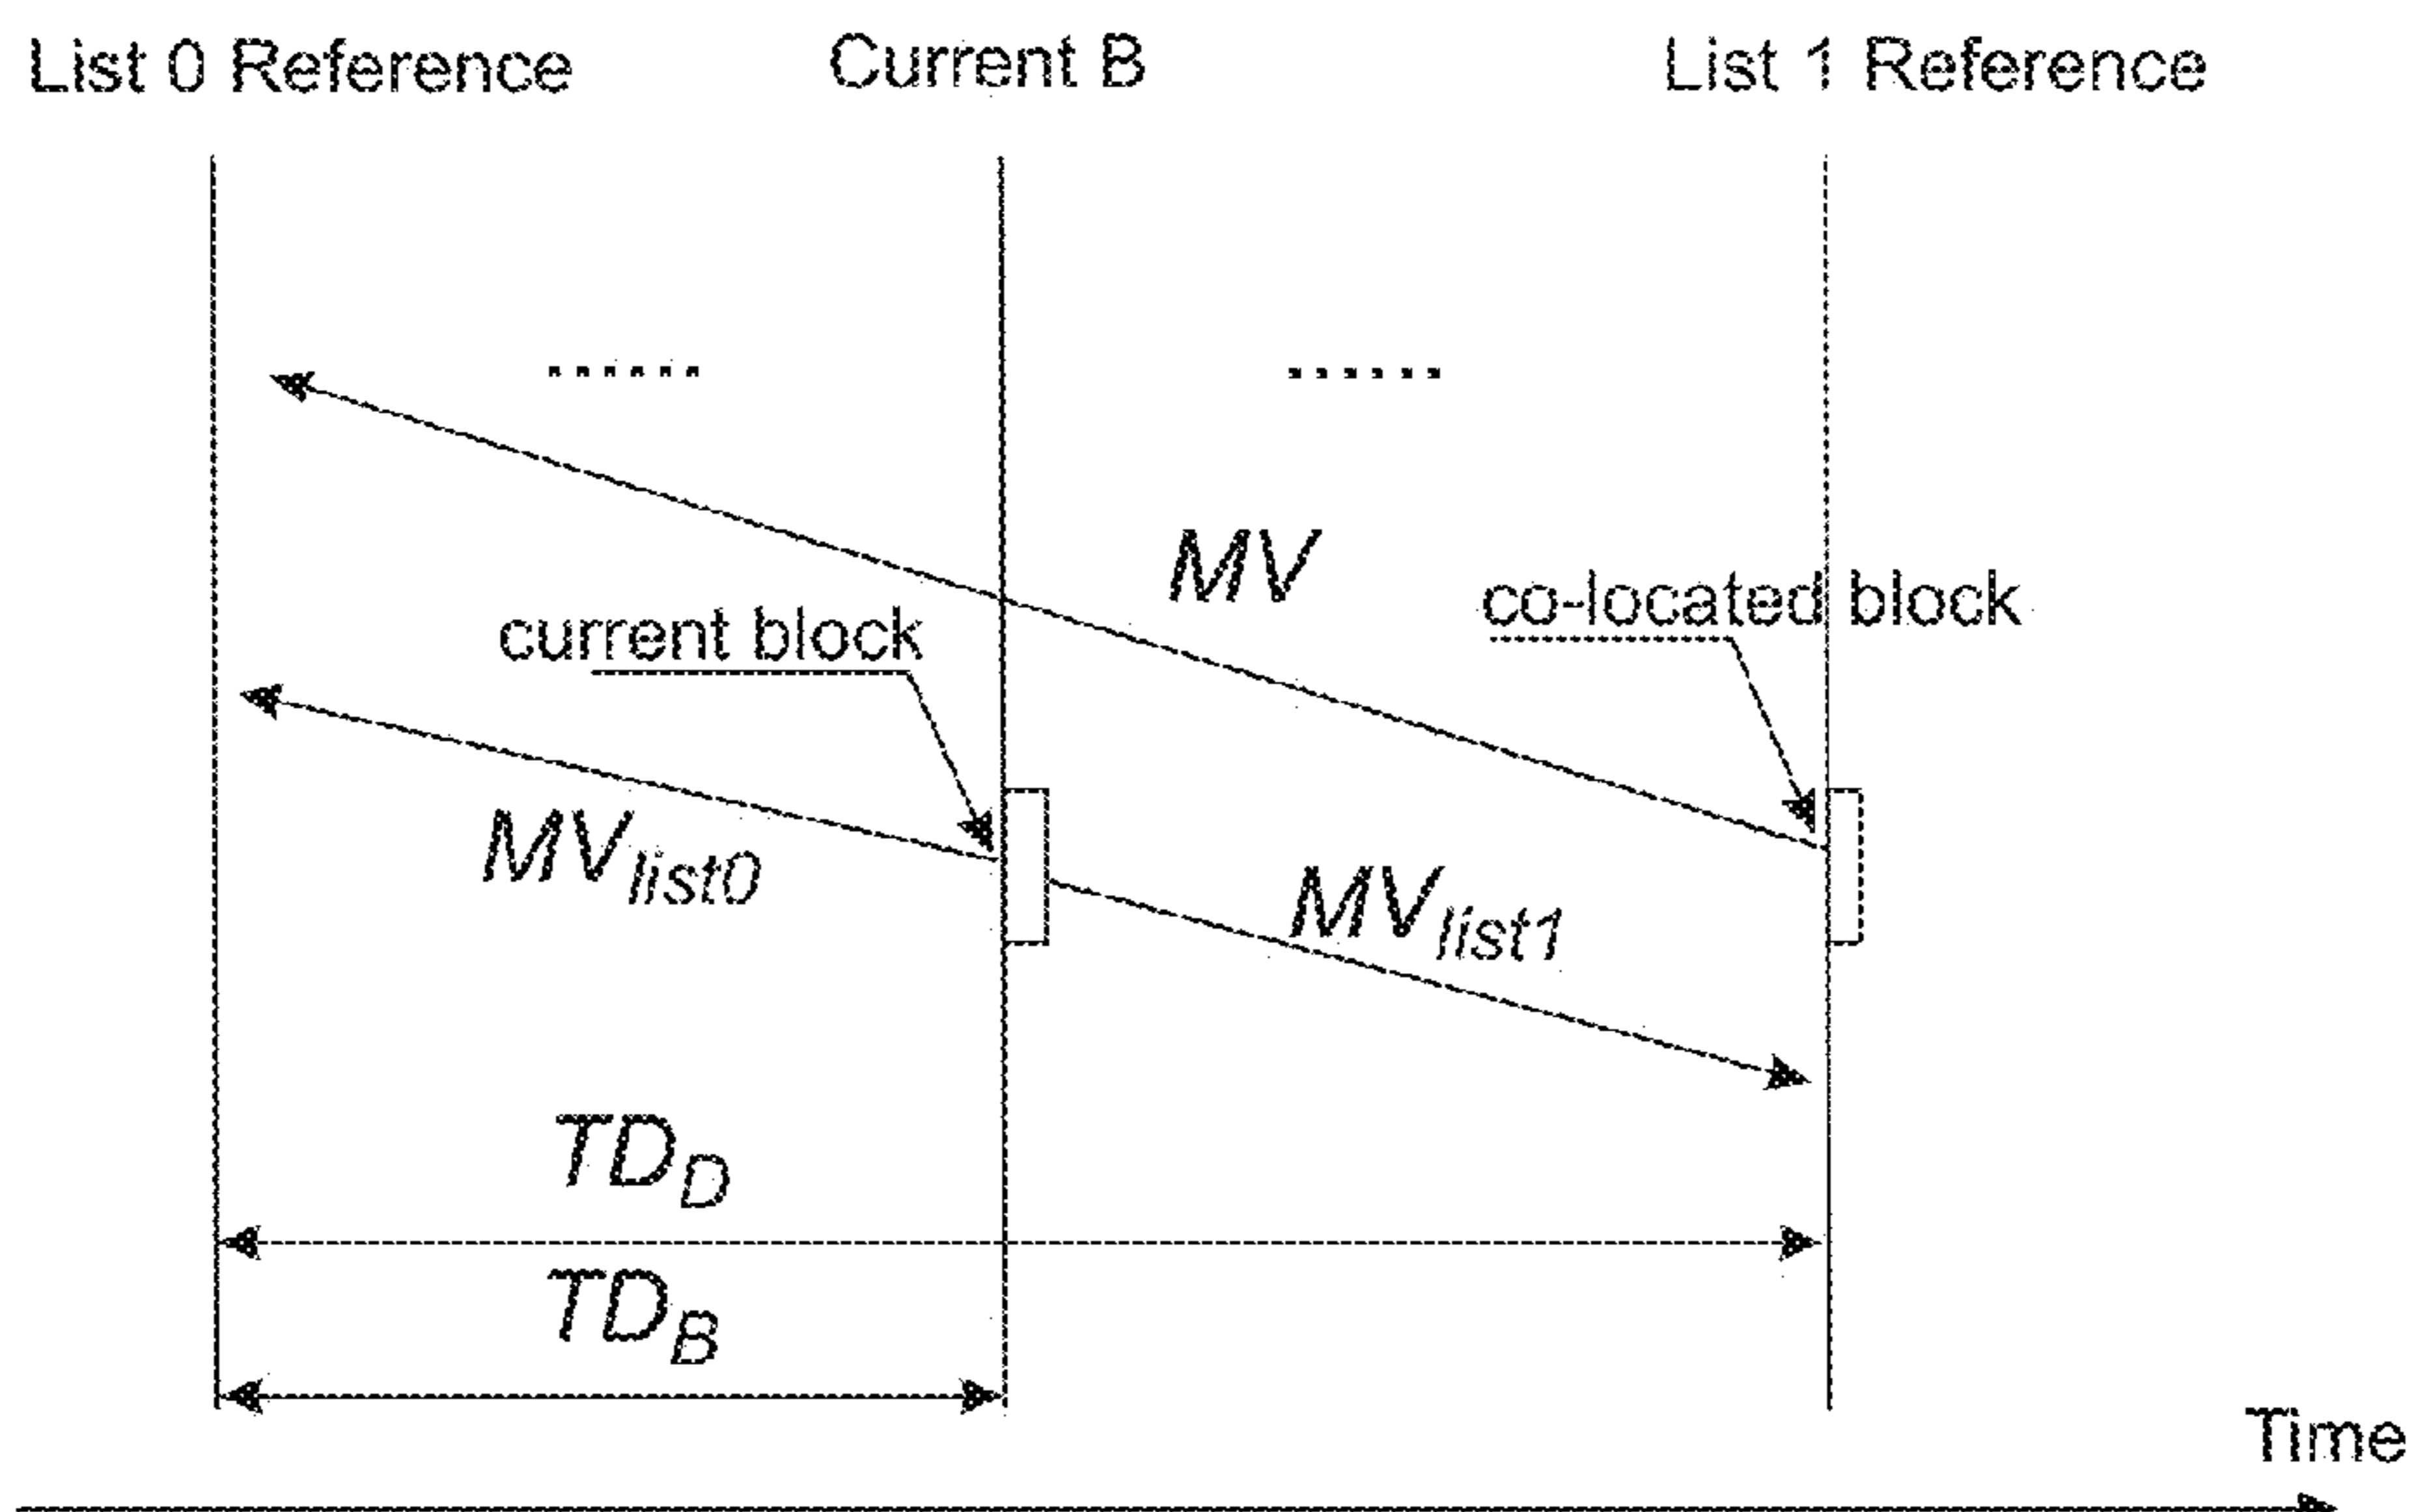 List 0 Reference
Current B
List 1 Reference
......
......
MV
co-located block
current block
MVlist0
MVlist1
TDD
TDB
Time